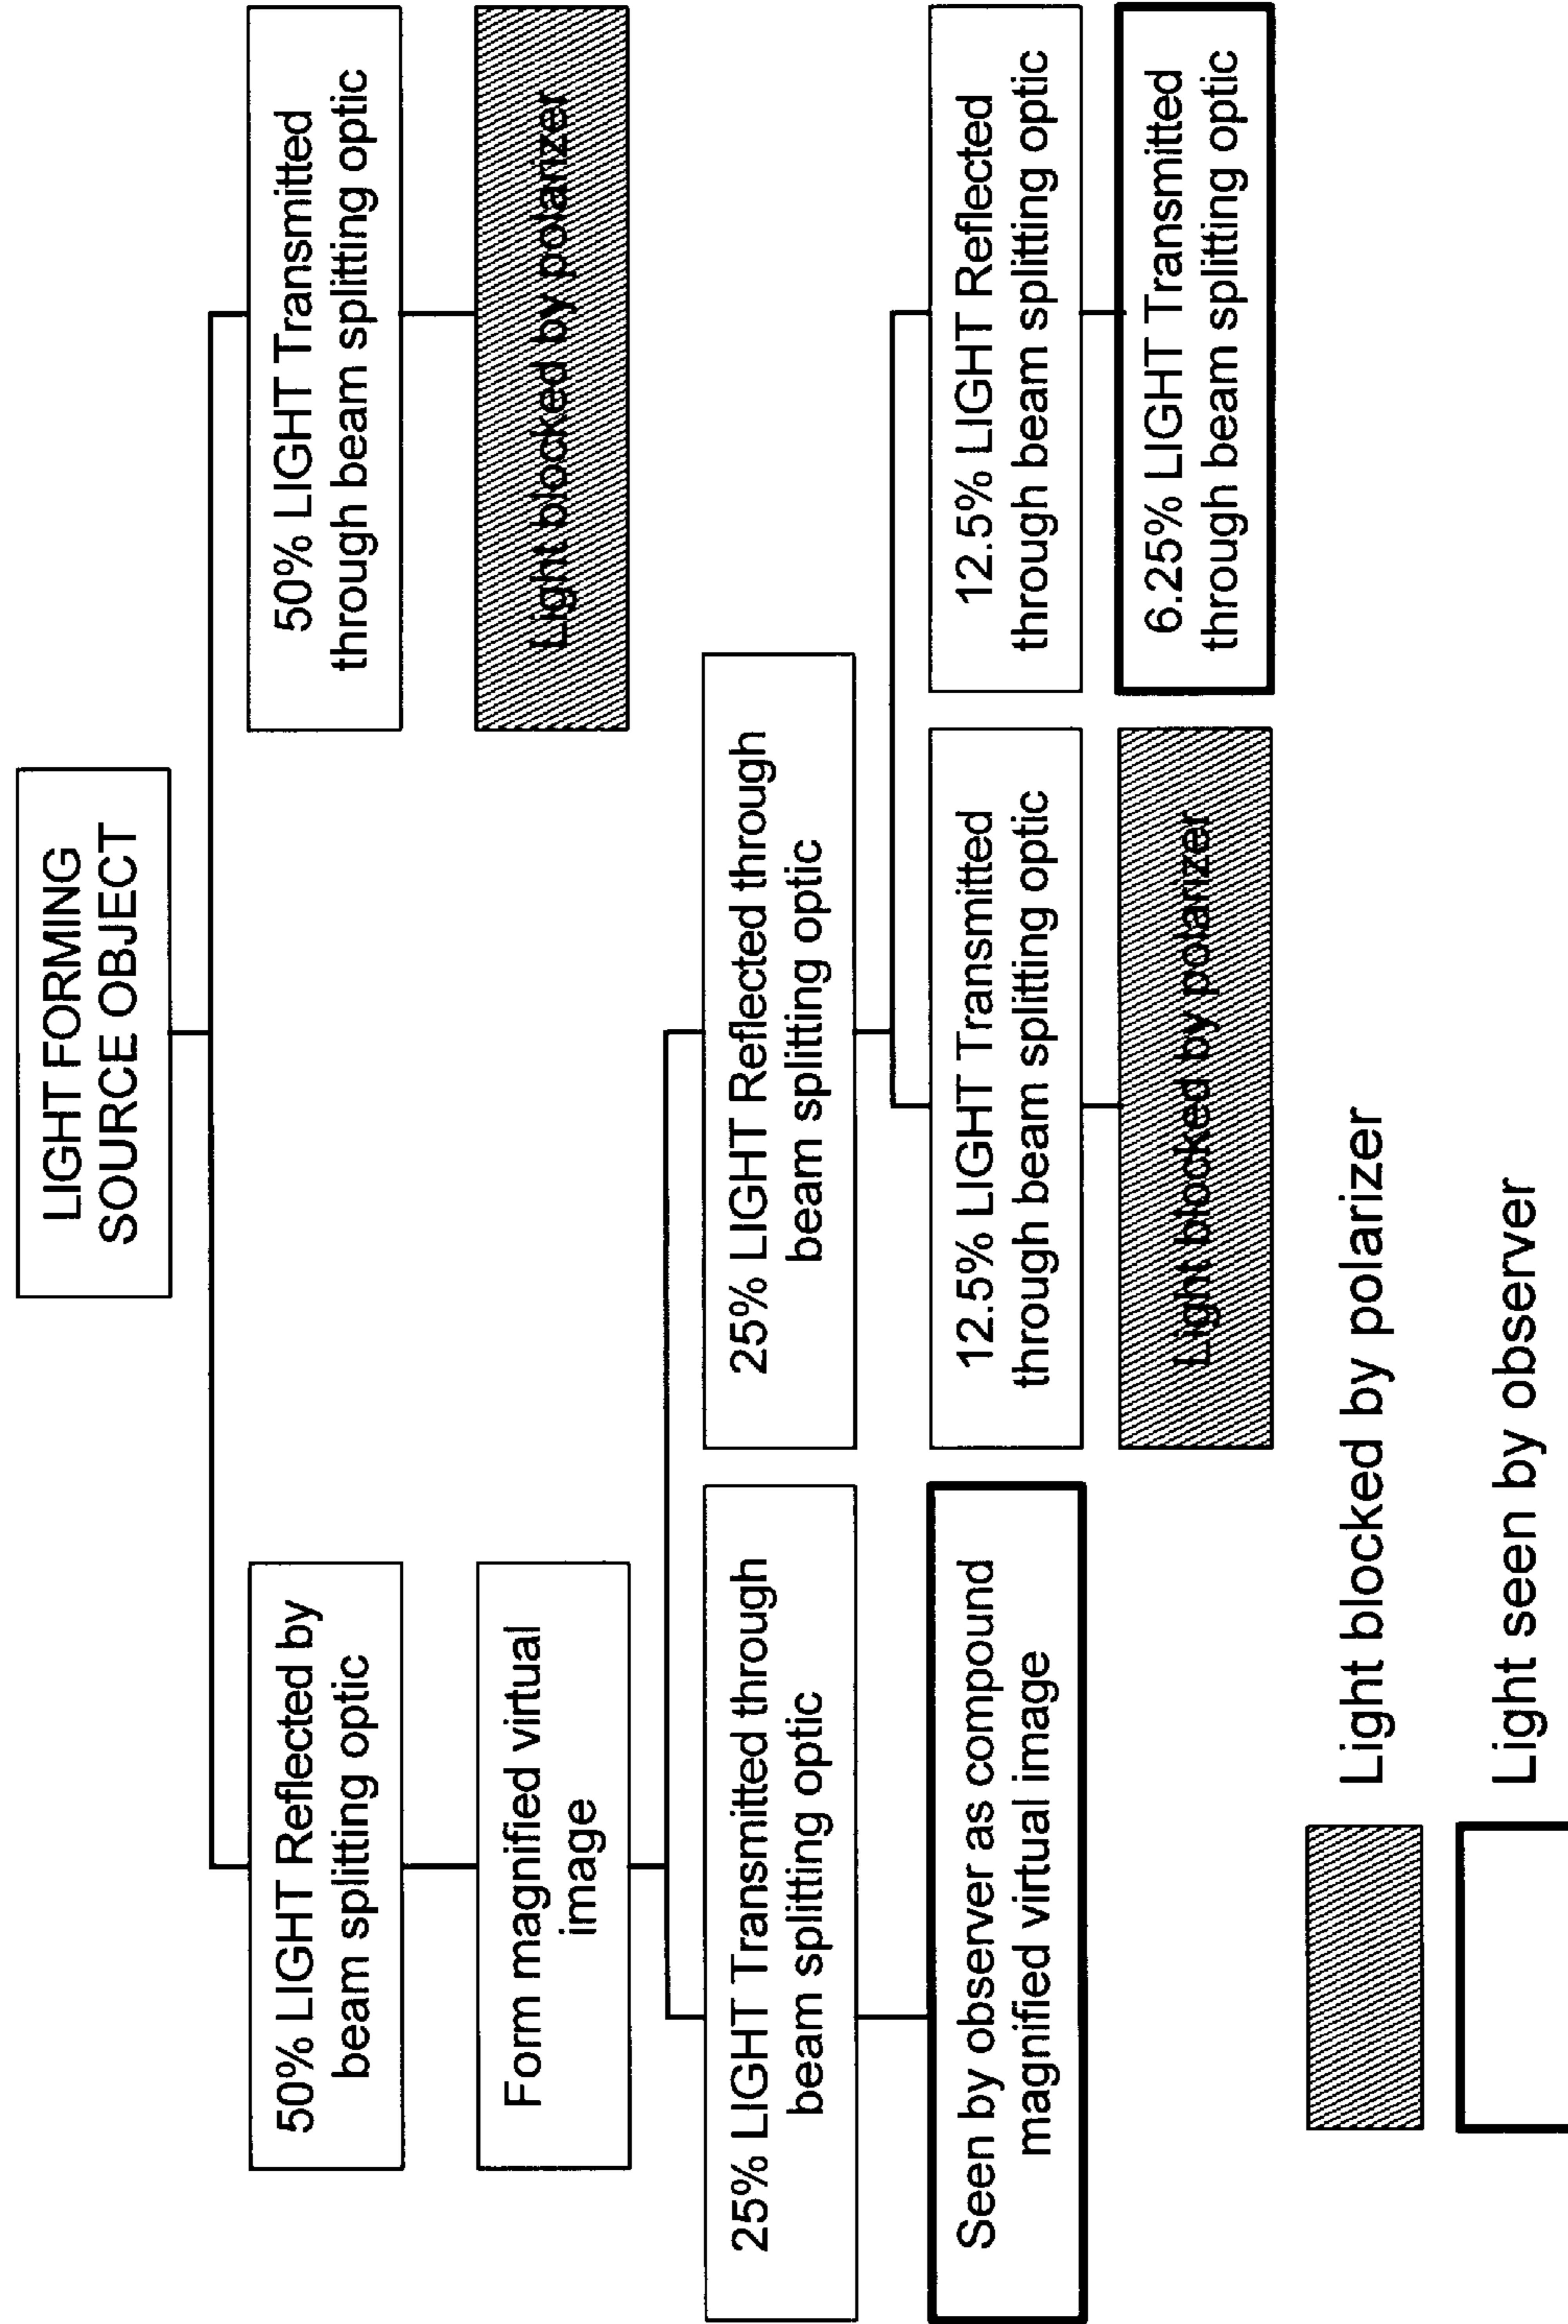 LIGHT FORMING
SOURCE OBJECT
50% LIGHT Reflected by
beam splitting optic
50% LIGHT Transmitted
through beam splitting optic
Form magnified virtual
image
Light blocked by polarizer
25% LIGHT Transmitted through
beam splitting optic
25% LIGHT Reflected through
beam splitting optic
Seen by observer as compound
magnified virtual image
12.5% LIGHT Transmitted
through beam splitting optic
12.5% LIGHT Reflected
through beam splitting optic
Light blocked by polarizer
6.25% LIGHT Transmitted
through beam splitting optic
Light blocked by polarizer
Light seen by observer